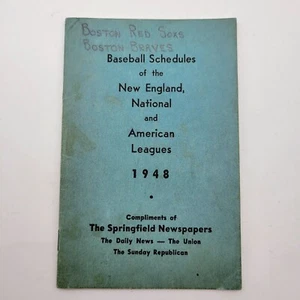 BOSTON RED SOXS
BOSTON BRAVES
Baseball Schedules
of the
New England,
National
and
American
Leagues
1948
•
Compliments of
The Springfield Newspapers
The Daily News — The Union
The Sunday Republican